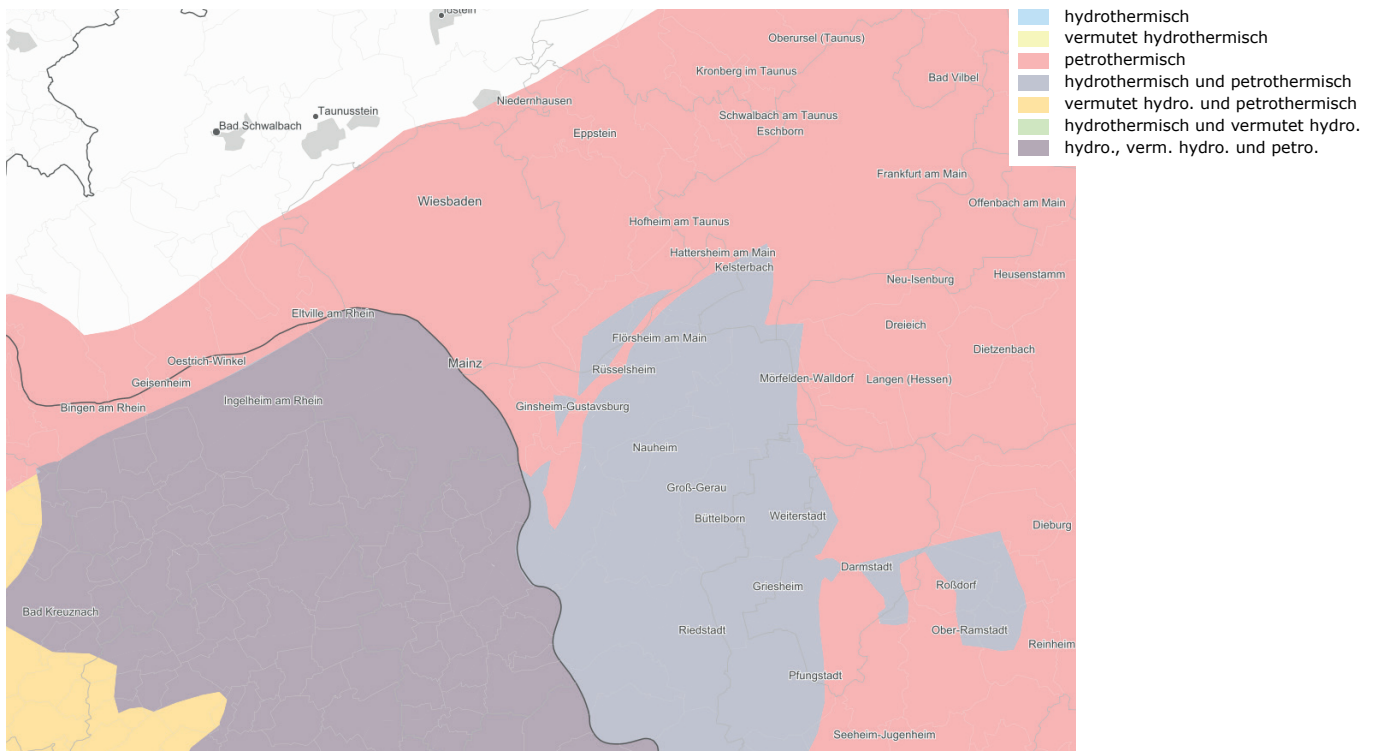 hydrothermisch
vermutet hydrothermisch
petrothermisch
hydrothermisch und petrothermisch
vermutet hydro. und petrothermisch
hydrothermisch und vermutet hydro.
hydro., verm. hydro. und petro.
Oberursel (Taunus)
Kronberg im Taunus
Bad Vilbel
Niedernhausen
Taunusstein
Schwalbach am Taunus
Bad Schwalbach
Eschborn
Eppstein
Frankfurt am Main
Wiesbaden
Offenbach am Main
Hofheim am Taunus
Hattersheim am Main
Kelsterbach
Heusenstamm
Neu-Isenburg
Eltville am Rhein
Dreieich
Flörsheim am Main
Dietzenbach
Oestrich-Winkel
Mainz
Rüsselsheim
Mörfelden-Walldorf
Langen (Hessen)
Geisenheim
Ingelheim am Rhein
Bingen am Rhein
Ginsheim-Gustavsburg
Nauheim
Groß-Gerau
Büttelborn
Weiterstadt
Dieburg
Darmstadt
Griesheim
Roßdorf
Bad Kreuznach
Riedstadt
Ober-Ramstadt
Reinheim
Pfungstadt
Seeheim-Jugenheim